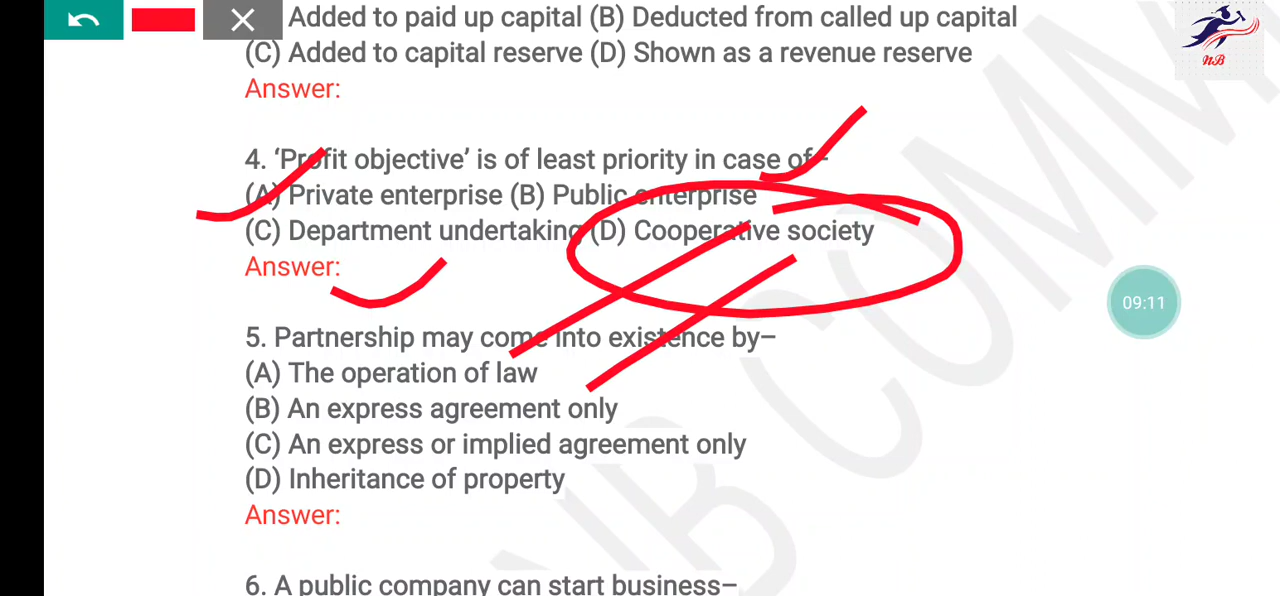 Added to paid up capital (B) Deducted from called up capital
(C) Added to capital reserve (D) Shown as a revenue reserve
Answer:
4. ‘Profit objective’ is of least priority in case of–
(A) Private enterprise (B) Public enterprise
(C) Department undertaking (D) Cooperative society
Answer:
09:11
5. Partnership may come into existence by–
(A) The operation of law
(B) An express agreement only
(C) An express or implied agreement only
(D) Inheritance of property
Answer:
6. A public company can start business–
NB
NB COMM